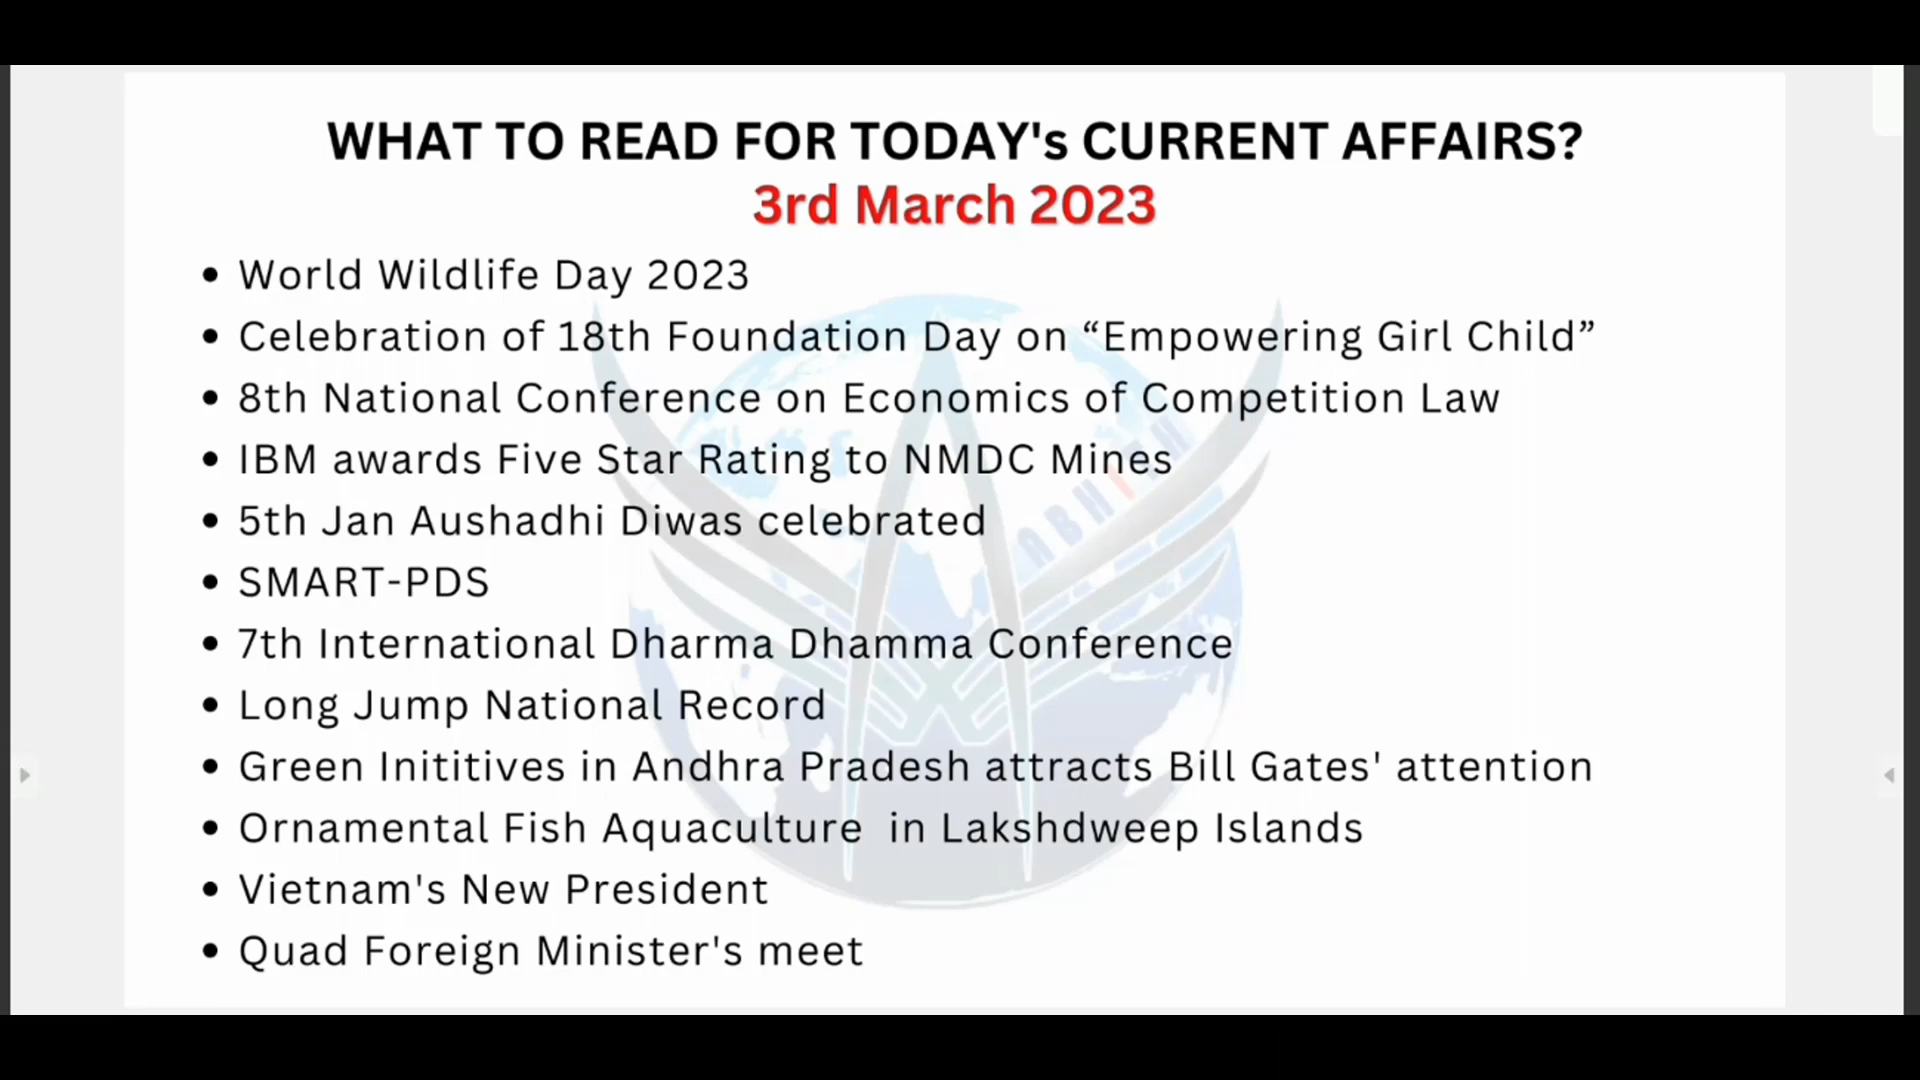 WHAT TO READ FOR TODAY's CURRENT AFFAIRS?
3rd March 2023
• World Wildlife Day 2023
• Celebration of 18th Foundation Day on “Empowering Girl Child”
• 8th National Conference on Economics of Competition Law
• IBM awards Five Star Rating to NMDC Mines
• 5th Jan Aushadhi Diwas celebrated
• SMART-PDS
• 7th International Dharma Dhamma Conference
• Long Jump National Record
• Green Inititives in Andhra Pradesh attracts Bill Gates' attention
• Ornamental Fish Aquaculture in Lakshdweep Islands
• Vietnam's New President
• Quad Foreign Minister's meet
ABHI